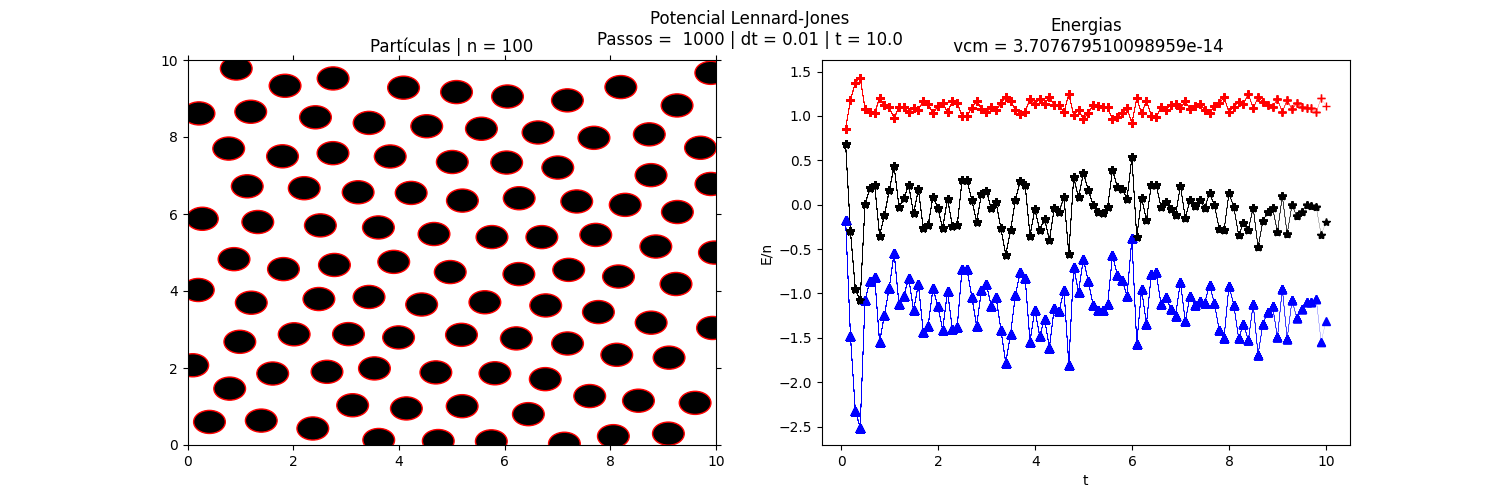 Potencial Lennard-Jones
Passos =  1000 | dt = 0.01 | t = 10.0
Partículas | n = 100
10
8
6
4
2
0
0 2 4 6 8 10
Energias
vcm = 3.707679510098959e-14
E/n
1.5
1.0
0.5
0.0
−0.5
−1.0
−1.5
−2.0
−2.5
0 2 4 6 8 10
t